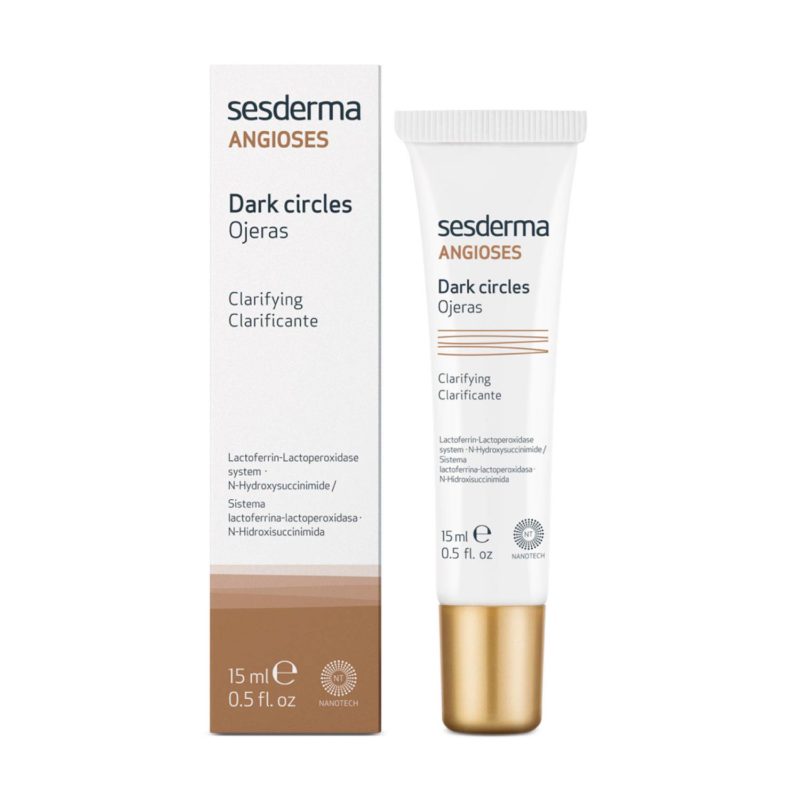 sesderma
ANGIOSES
Dark circles
Ojeras
Clarifying
Clarificante
Lactoferrin-Lactoperoxidase
system ·
N-Hydroxysuccinimide /
Sistema
lactoferrina-lactoperoxidasa ·
N-Hidroxisuccinimida
15 ml e
0.5 fl. oz
NT
NANOTECH
sesderma
ANGIOSES
Dark circles
Ojeras
Clarifying
Clarificante
Lactoferrin-Lactoperoxidase
system · N-Hydroxysuccinimide /
Sistema
lactoferrina-lactoperoxidasa ·
N-Hidroxisuccinimida
15 ml e
0.5 fl. oz
NT
NANOTECH